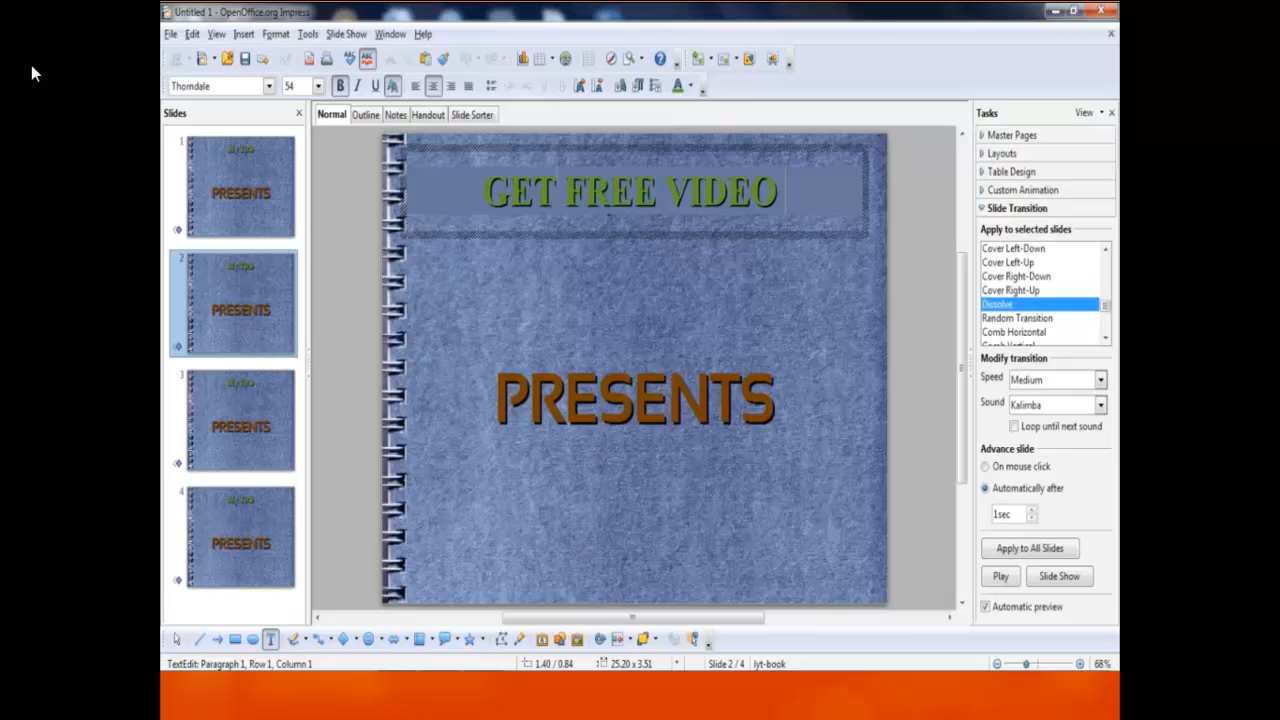 Untitled 1 - OpenOffice.org Impress
File Edit View Insert Format Tools Slide Show Window Help
Thorndale 54
Slides
Normal Outline Notes Handout Slide Sorter
Tasks View
1
PRESENTS
2
PRESENTS
3
PRESENTS
4
PRESENTS
GET FREE VIDEO
PRESENTS
Master Pages
Layouts
Table Design
Custom Animation
Slide Transition
Apply to selected slides
Cover Left-Down
Cover Left-Up
Cover Right-Down
Cover Right-Up
Dissolve
Random Transition
Comb Horizontal
Modify transition
Speed Medium
Sound Kalimba
Loop until next sound
Advance slide
On mouse click
Automatically after
1sec
Apply to All Slides
Play Slide Show
Automatic preview
TextEdit: Paragraph 1, Row 1, Column 1 1.40 / 0.84 25.20 x 3.51 * Slide 2 / 4 lyt-book 68%